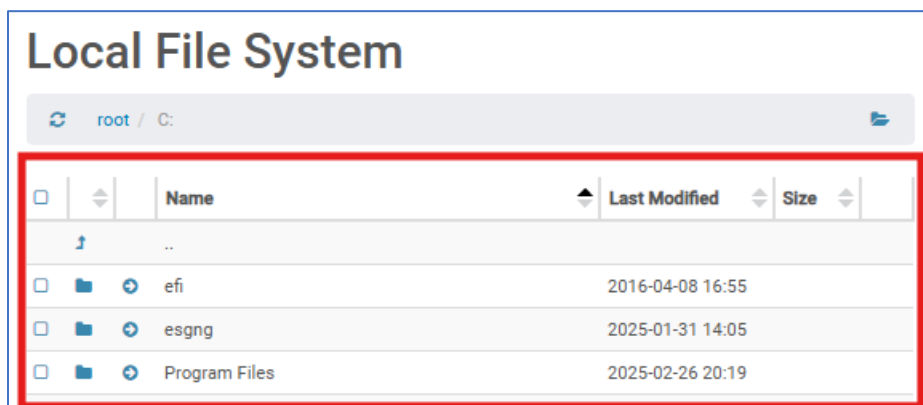 Local File System
root / C:
Name Last Modified Size
..
efi 2016-04-08 16:55
esgng 2025-01-31 14:05
Program Files 2025-02-26 20:19